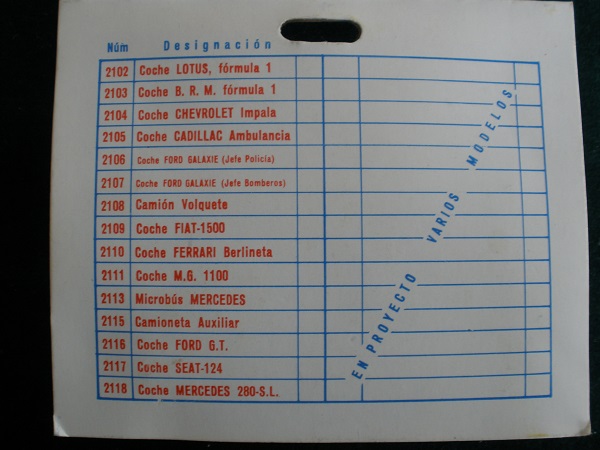 Núm Designación
2102 Coche LOTUS, fórmula 1
2103 Coche B. R. M. fórmula 1
2104 Coche CHEVROLET Impala
2105 Coche CADILLAC Ambulancia
2106 Coche FORD GALAXIE (Jefe Policía)
2107 Coche FORD GALAXIE (Jefe Bomberos)
2108 Camión Volquete
2109 Coche FIAT-1500
2110 Coche FERRARI Berlineta
2111 Coche M.G. 1100
2113 Microbús MERCEDES
2115 Camioneta Auxiliar
2116 Coche FORD G.T.
2117 Coche SEAT-124
2118 Coche MERCEDES 280-S.L.
EN PROYECTO VARIOS MODELOS